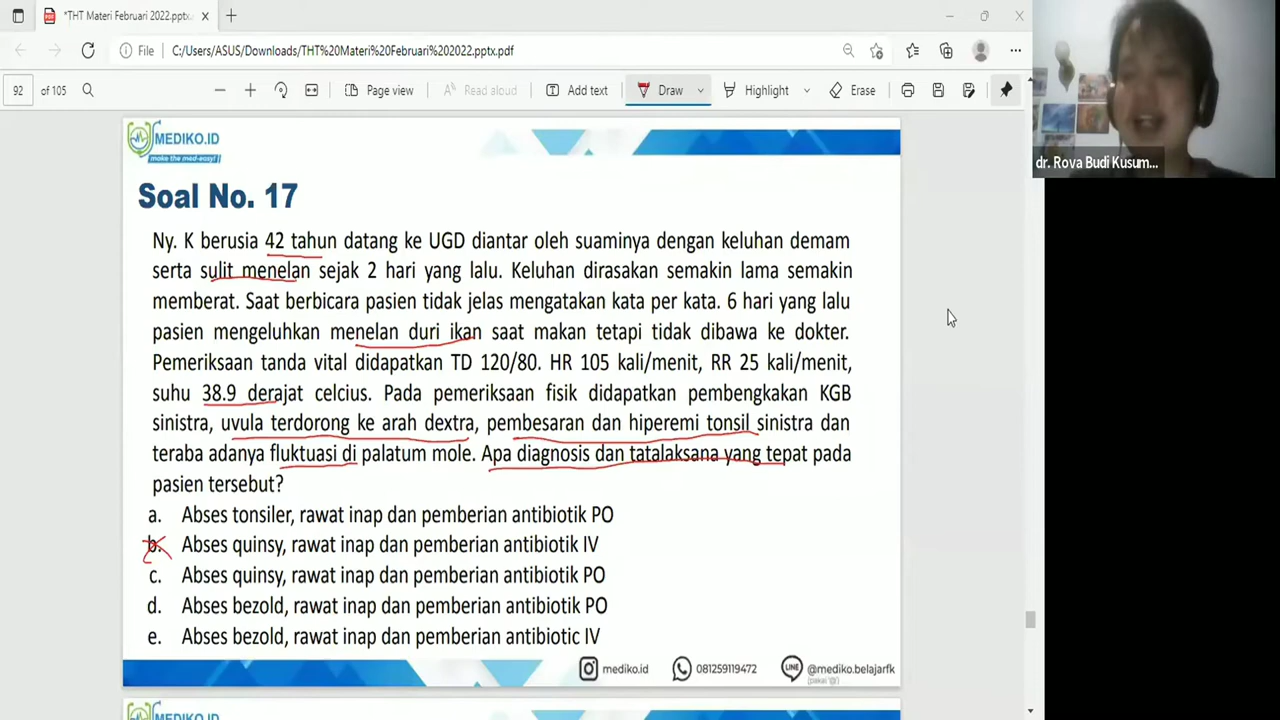 *THT Materi Februari 2022.pptx.
File
C:/Users/ASUS/Downloads/THT%20Materi%20Februari%202022.pptx.pdf
92 of 105
Page view
Read aloud
Add text
Draw
Highlight
Erase
dr. Rova Budi Kusum...
MEDIKO.ID
make the med-easy!
Soal No. 17
Ny. K berusia 42 tahun datang ke UGD diantar oleh suaminya dengan keluhan demam
serta sulit menelan sejak 2 hari yang lalu. Keluhan dirasakan semakin lama semakin
memberat. Saat berbicara pasien tidak jelas mengatakan kata per kata. 6 hari yang lalu
pasien mengeluhkan menelan duri ikan saat makan tetapi tidak dibawa ke dokter.
Pemeriksaan tanda vital didapatkan TD 120/80. HR 105 kali/menit, RR 25 kali/menit,
suhu 38.9 derajat celcius. Pada pemeriksaan fisik didapatkan pembengkakan KGB
sinistra, uvula terdorong ke arah dextra, pembesaran dan hiperemi tonsil sinistra dan
teraba adanya fluktuasi di palatum mole. Apa diagnosis dan tatalaksana yang tepat pada
pasien tersebut?
a. Abses tonsiler, rawat inap dan pemberian antibiotik PO
b. Abses quinsy, rawat inap dan pemberian antibiotik IV
c. Abses quinsy, rawat inap dan pemberian antibiotik PO
d. Abses bezold, rawat inap dan pemberian antibiotik PO
e. Abses bezold, rawat inap dan pemberian antibiotic IV
mediko.id
081259119472
@mediko.belajarfk
(pakai '@')
MEDIKO.ID